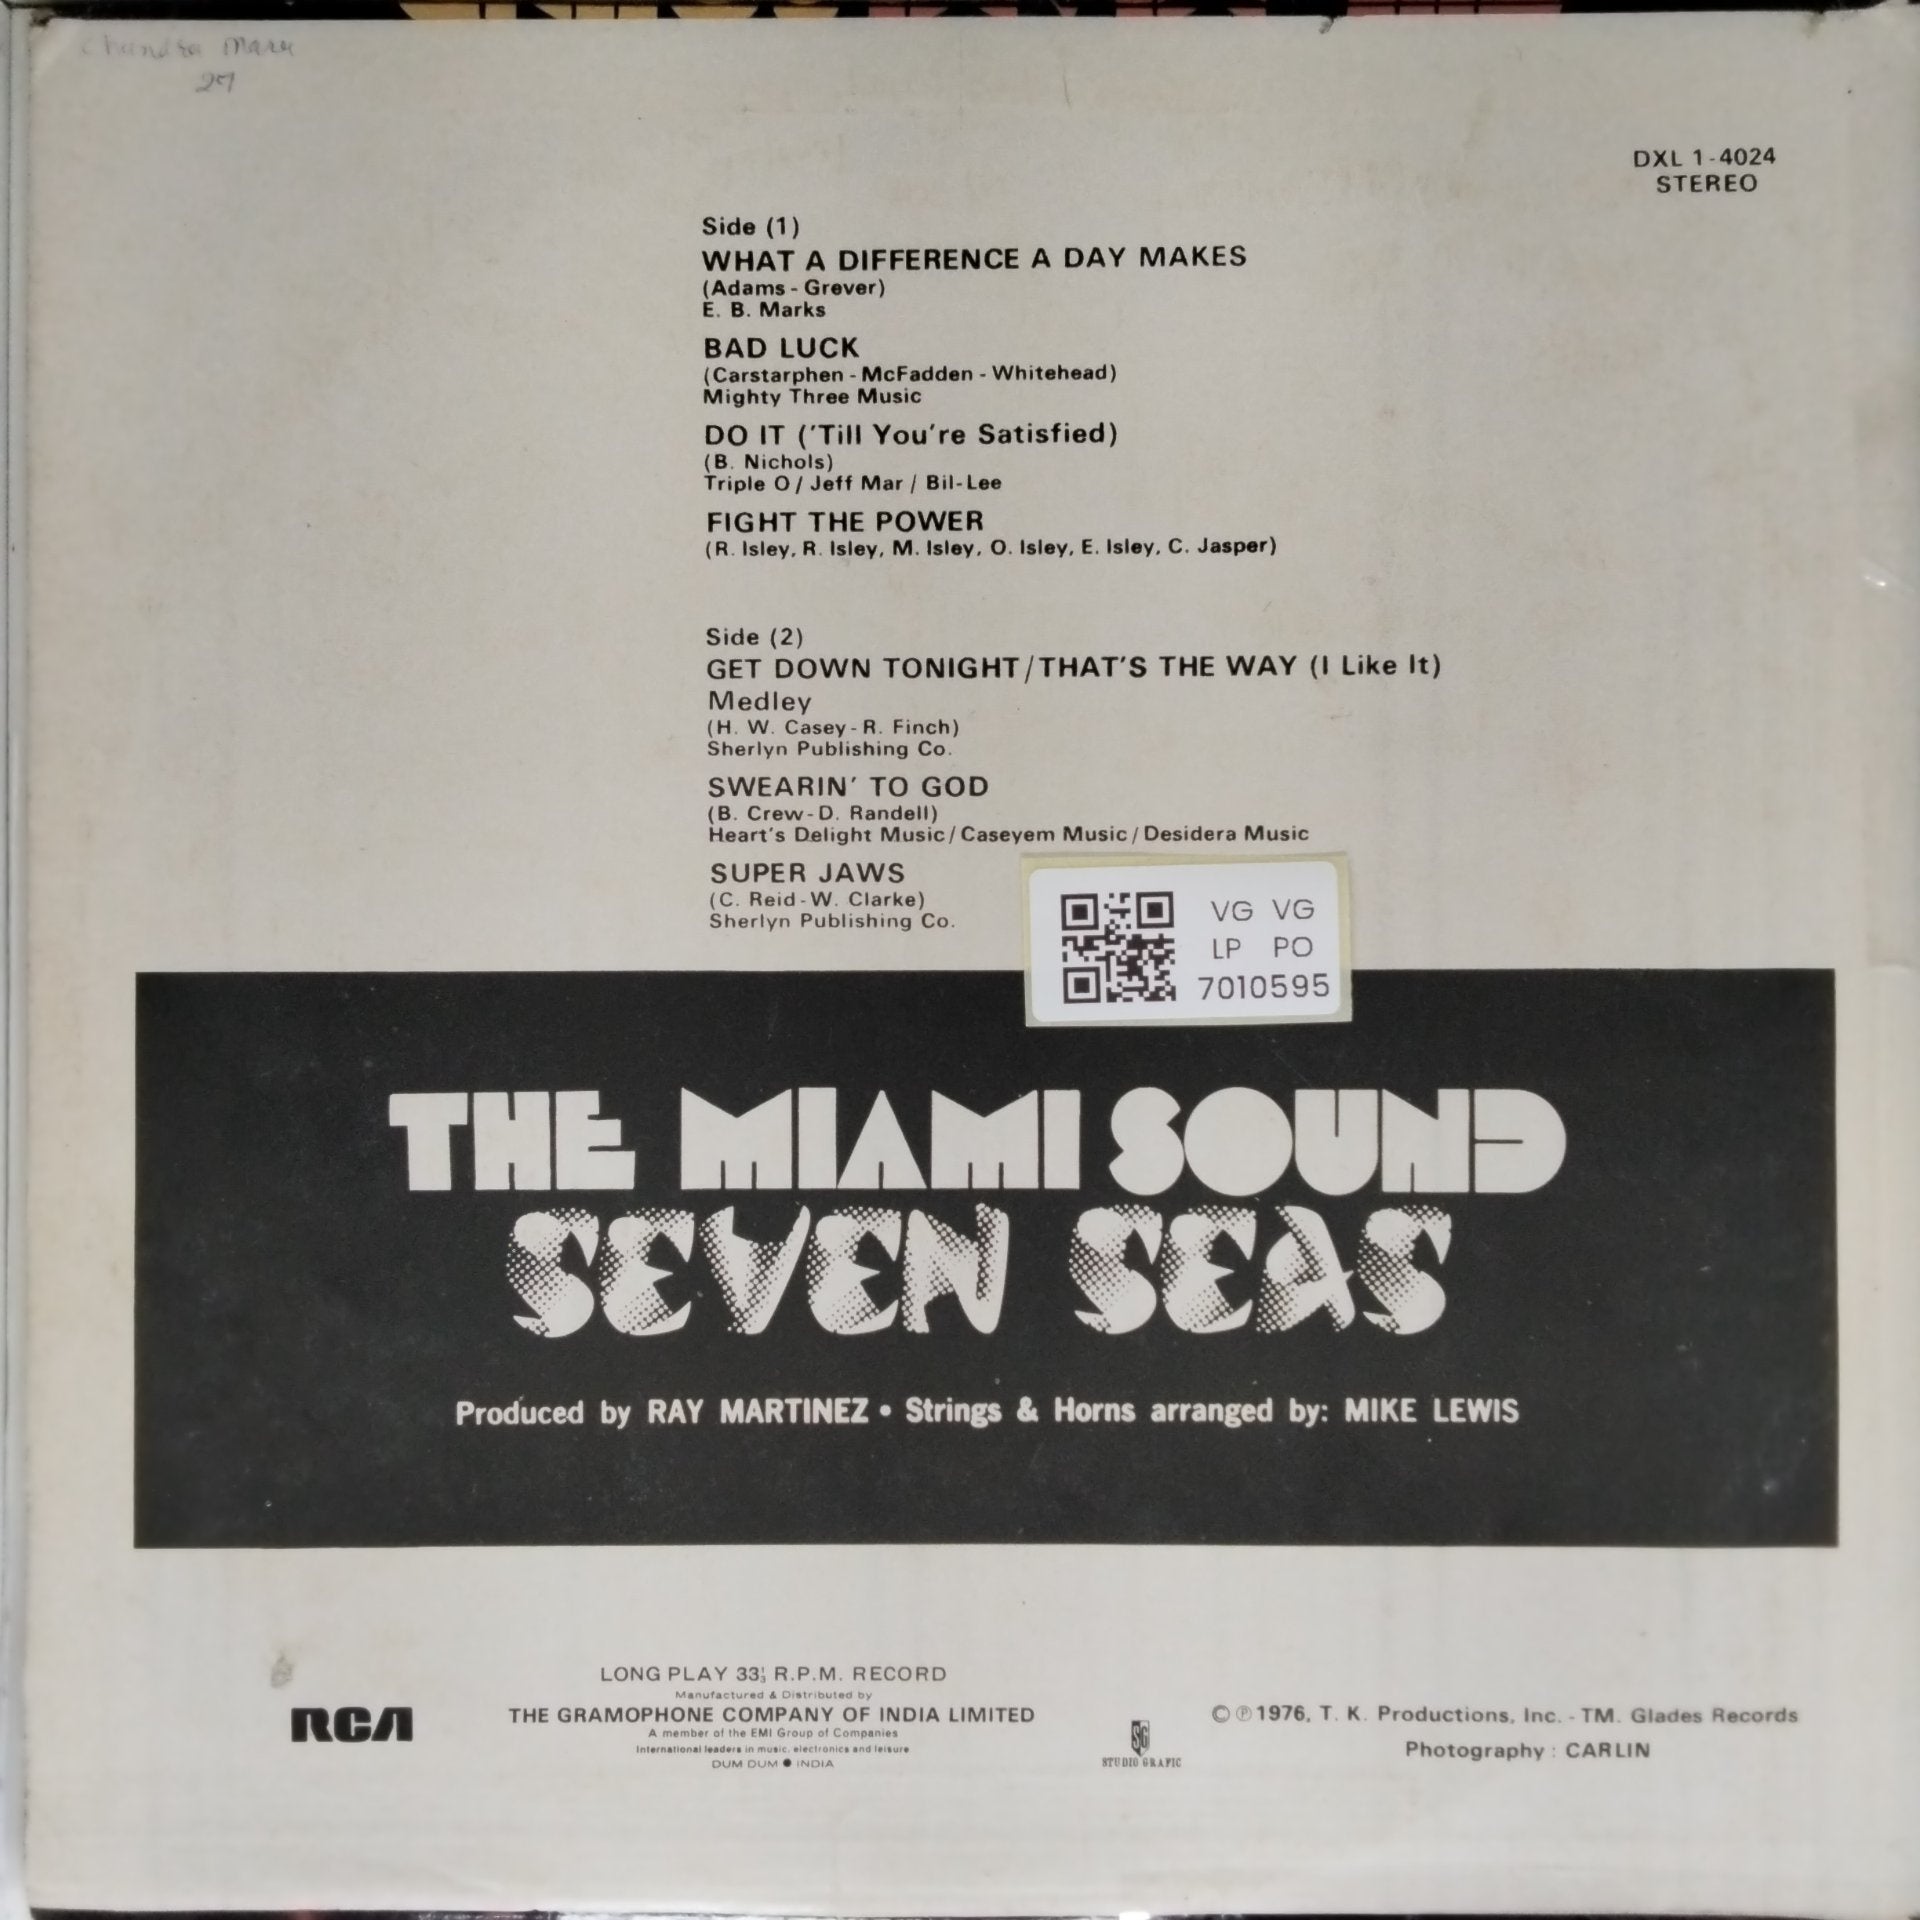 27
DXL 1-4024
STEREO
Side (1)
WHAT A DIFFERENCE A DAY MAKES
(Adams - Grever)
E. B. Marks
BAD LUCK
(Carstarphen - McFadden - Whitehead)
Mighty Three Music
DO IT ('Till You're Satisfied)
(B. Nichols)
Triple O / Jeff Mar / Bil-Lee
FIGHT THE POWER
(R. Isley, R. Isley, M. Isley, O. Isley, E. Isley, C. Jasper)
Side (2)
GET DOWN TONIGHT/THAT'S THE WAY (I Like It)
Medley
(H. W. Casey - R. Finch)
Sherlyn Publishing Co.
SWEARIN' TO GOD
(B. Crew - D. Randell)
Heart's Delight Music / Caseyem Music / Desidera Music
SUPER JAWS
(C. Reid - W. Clarke)
Sherlyn Publishing Co.
VG VG
LP PO
7010595
THE MIAMI SOUND
SEVEN SEAS
Produced by RAY MARTINEZ • Strings & Horns arranged by: MIKE LEWIS
RCA
LONG PLAY 33⅓ R.P.M. RECORD
Manufactured & Distributed by
THE GRAMOPHONE COMPANY OF INDIA LIMITED
A member of the EMI Group of Companies
International leaders in music, electronics and leisure
DUM DUM ● INDIA
SG
STUDIO GRAFIC
© ℗ 1976, T. K. Productions, Inc. - TM. Glades Records
Photography : CARLIN